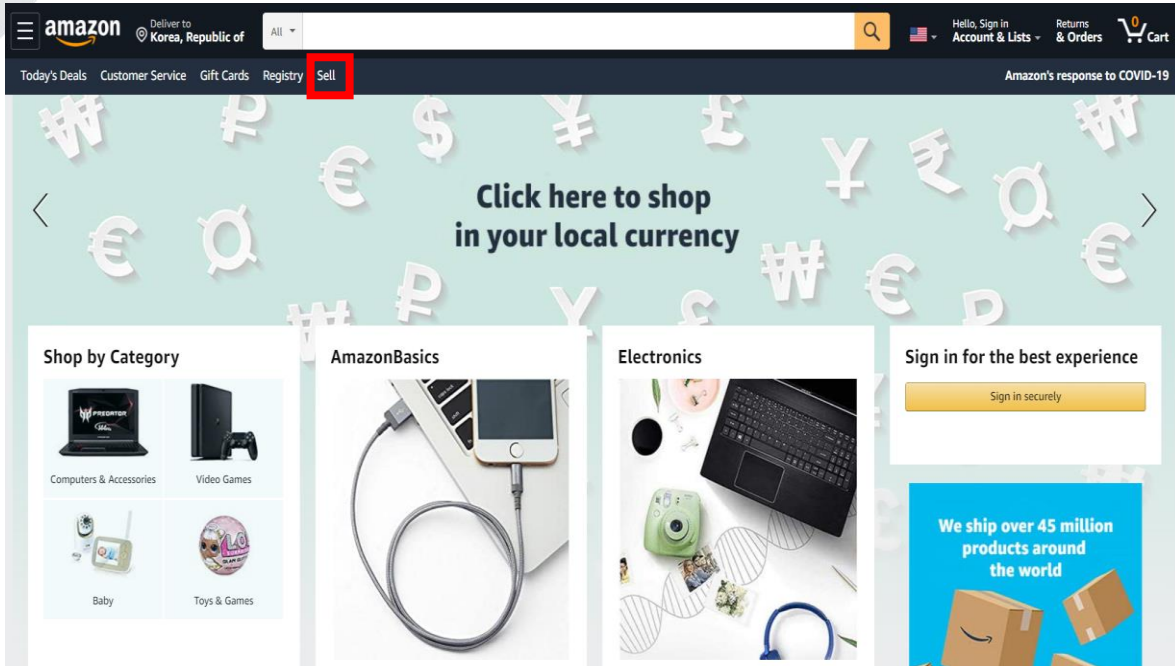 amazon
Deliver to
Korea, Republic of
All
Hello, Sign in
Account & Lists
Returns
& Orders
0
Cart
Today's Deals Customer Service Gift Cards Registry Sell
Amazon's response to COVID-19
Click here to shop
in your local currency
Shop by Category
PREDATOR
Computers & Accessories
Video Games
Baby
Toys & Games
AmazonBasics
Electronics
Sign in for the best experience
Sign in securely
We ship over 45 million
products around
the world